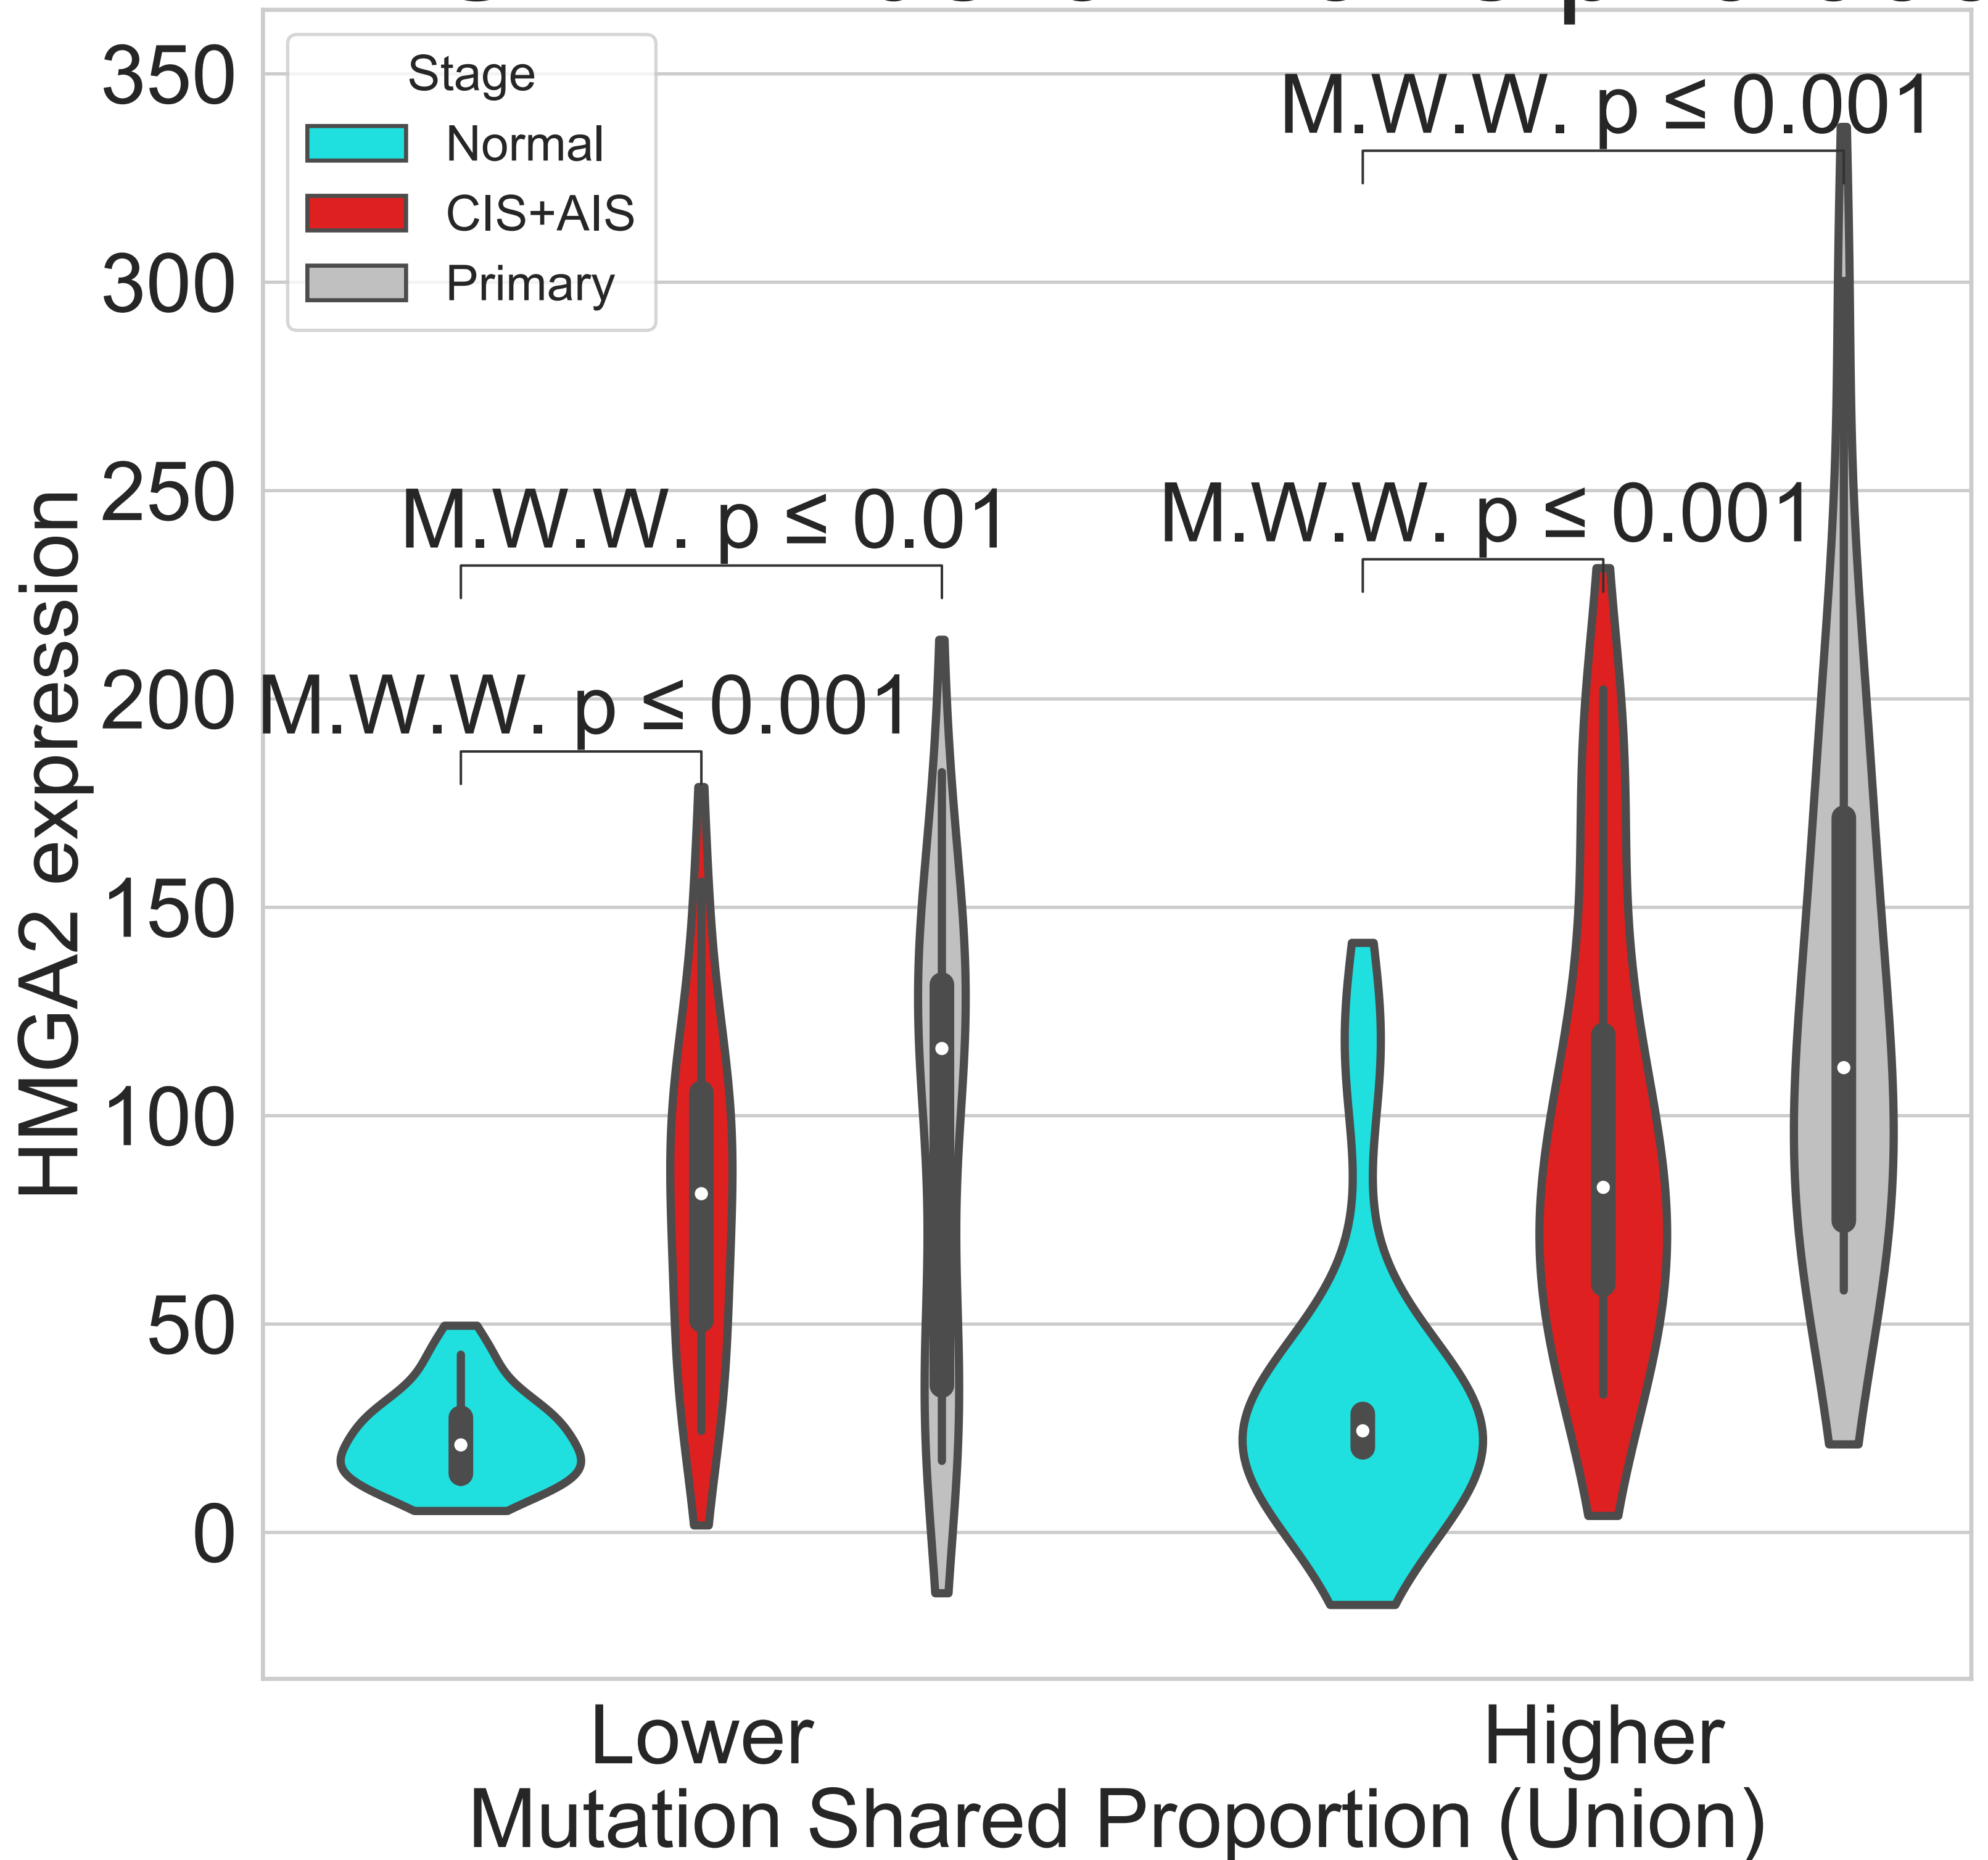 M.W.W. p ≤ 0.001
M.W.W. p ≤ 0.01
M.W.W. p ≤ 0.001
M.W.W. p ≤ 0.001
Stage
Normal
CIS+AIS
Primary
350
300
250
200
150
100
50
0
HMGA2 expression
Lower
Higher
Mutation Shared Proportion (Union)